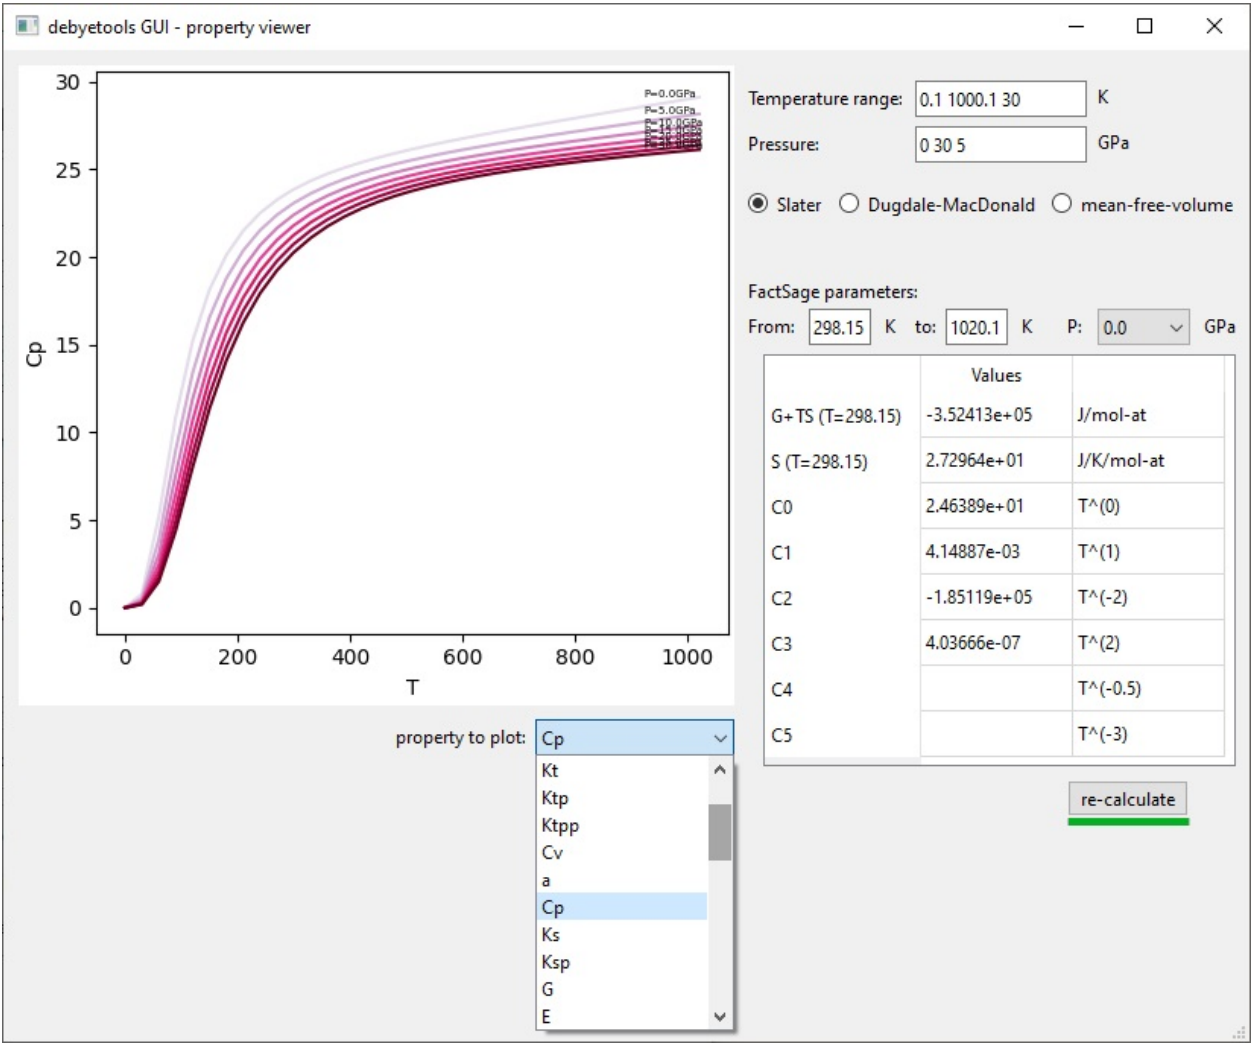 debyetools GUI - property viewer
30
25
20
15
10
5
0
Cp
P=0.0GPa
P=5.0GPa
P=10.0GPa
0
200
400
600
800
1000
T
property to plot: Cp
Kt
Ktp
Ktpp
Cv
a
Cp
Ks
Ksp
G
E
Temperature range: 0.1 1000.1 30 K
Pressure: 0 30 5 GPa
Slater Dugdale-MacDonald mean-free-volume
FactSage parameters:
From: 298.15 K to: 1020.1 K P: 0.0 GPa
Values
G+TS (T=298.15) -3.52413e+05 J/mol-at
S (T=298.15) 2.72964e+01 J/K/mol-at
C0 2.46389e+01 T^(0)
C1 4.14887e-03 T^(1)
C2 -1.85119e+05 T^(-2)
C3 4.03666e-07 T^(2)
C4 T^(-0.5)
C5 T^(-3)
re-calculate